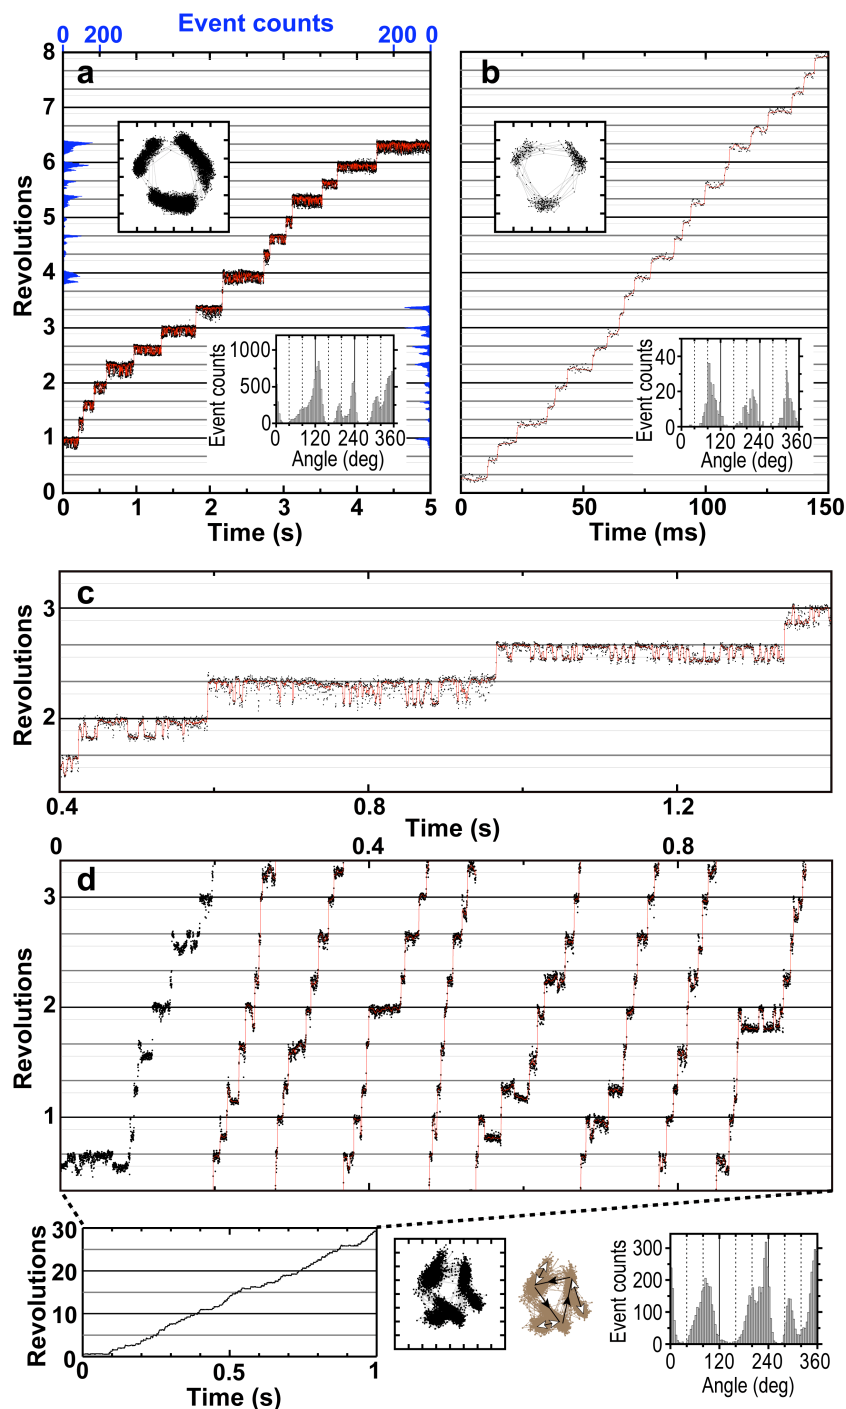 Event counts
0 200 200 0
a
b
Revolutions
8
7
6
5
4
3
2
1
0
Event counts
1000
500
0
0 120 240 360
Angle (deg)
Event counts
40
20
0
0 120 240 360
Angle (deg)
0 1 2 3 4 5
Time (s)
0 50 100 150
Time (ms)
c
Revolutions
3
2
0.4 0.8 1.2
Time (s)
0 0.4 0.8
d
Revolutions
3
2
1
Revolutions
30
20
10
0
0 0.5 1
Time (s)
Event counts
300
200
100
0
0 120 240 360
Angle (deg)